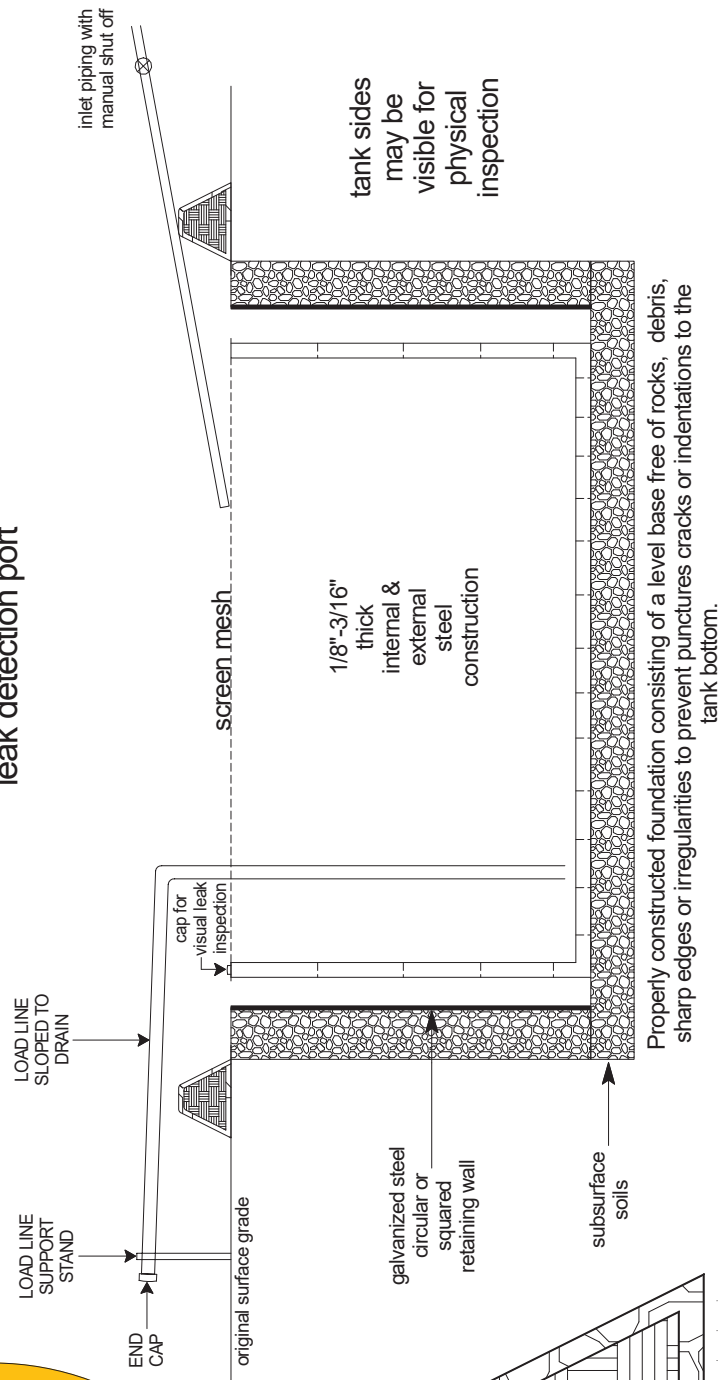 leak detection port
inlet piping with
manual shut off
LOAD LINE
SLOPED TO
DRAIN
LOAD LINE
SUPPORT
STAND
END
CAP
cap for
visual leak
inspection
screen mesh
original surface grade
tank sides
may be
visible for
physical
inspection
1/8"-3/16"
thick
internal &
external
steel
construction
galvanized steel
circular or
squared
retaining wall
subsurface
soils
Properly constructed foundation consisting of a level base free of rocks, debris,
sharp edges or irregularities to prevent punctures cracks or indentations to the
tank bottom.